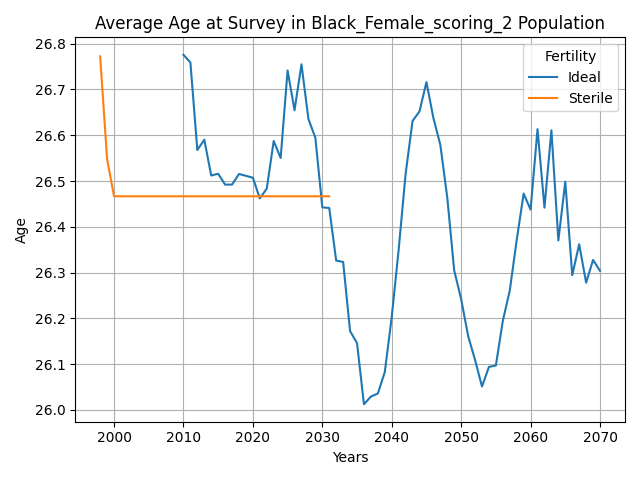 Average Age at Survey in Black_Female_scoring_2 Population
Fertility
Ideal
Sterile
Age
26.8
26.7
26.6
26.5
26.4
26.3
26.2
26.1
26.0
2000 2010 2020 2030 2040 2050 2060 2070
Years